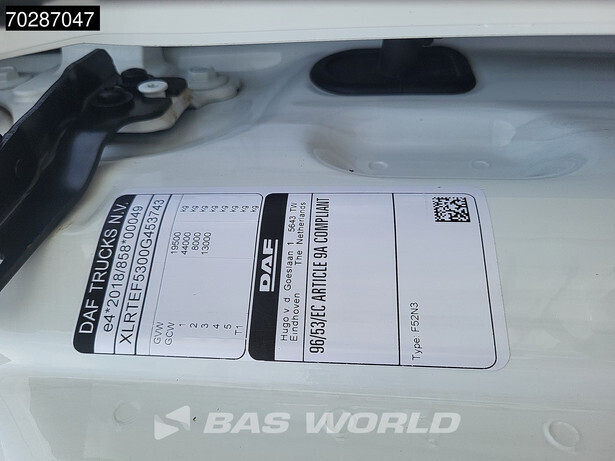 70287047
DAF TRUCKS N.V.
e4*2018/858*00049
XLRTEF5300G453743
GVW 19500 kg
GCW 44000 kg
1 8000 kg
2 13000 kg
3 kg
4 kg
5 kg
T1 kg
DAF
Hugo v. d. Goeslaan 1 5643 TW
Eindhoven The Netherlands
96/53/EC ARTICLE 9A COMPLIANT
Type: F52N3
BAS WORLD